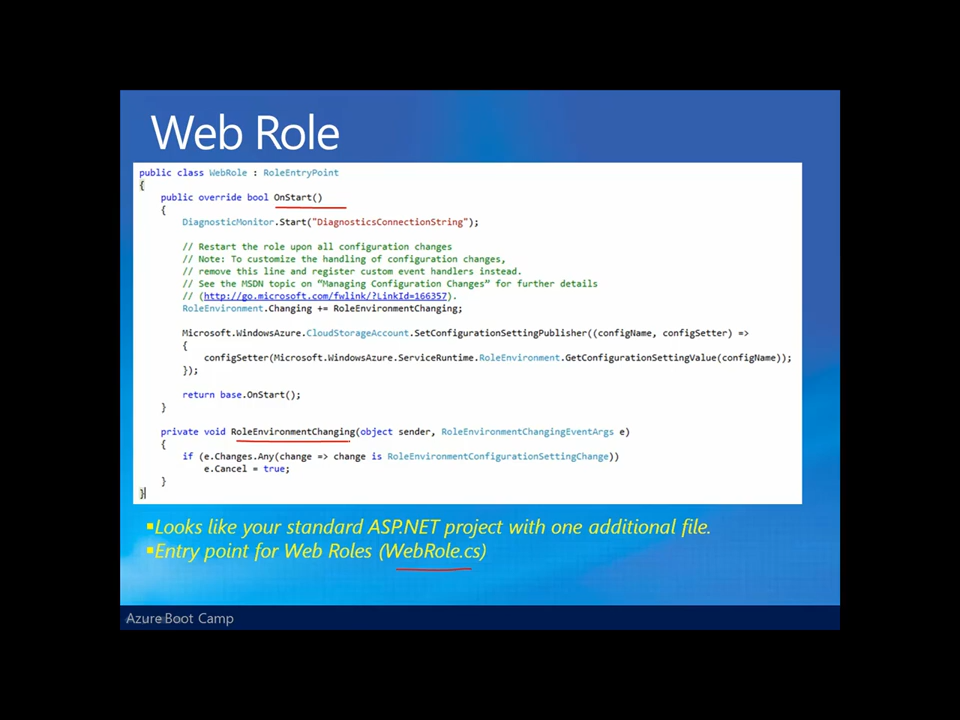 Web Role
public class WebRole : RoleEntryPoint
{
public override bool OnStart()
{
DiagnosticMonitor.Start("DiagnosticsConnectionString");
// Restart the role upon all configuration changes
// Note: To customize the handling of configuration changes,
// remove this line and register custom event handlers instead.
// See the MSDN topic on “Managing Configuration Changes” for further details
// (http://go.microsoft.com/fwlink/?LinkId=166357).
RoleEnvironment.Changing += RoleEnvironmentChanging;
Microsoft.WindowsAzure.CloudStorageAccount.SetConfigurationSettingPublisher((configName, configSetter) =>
{
configSetter(Microsoft.WindowsAzure.ServiceRuntime.RoleEnvironment.GetConfigurationSettingValue(configName));
});
return base.OnStart();
}
private void RoleEnvironmentChanging(object sender, RoleEnvironmentChangingEventArgs e)
{
if (e.Changes.Any(change => change is RoleEnvironmentConfigurationSettingChange))
e.Cancel = true;
}
}
▪Looks like your standard ASP.NET project with one additional file.
▪Entry point for Web Roles (WebRole.cs)
Azure Boot Camp